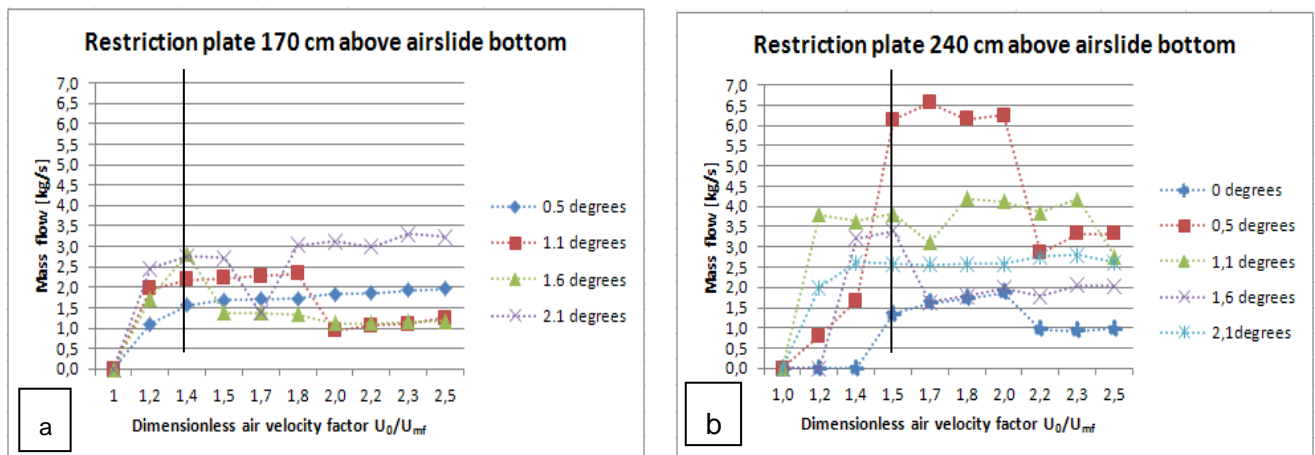 Restriction plate 170 cm above airslide bottom
Mass flow [kg/s]
7,0
6,5
6,0
5,5
5,0
4,5
4,0
3,5
3,0
2,5
2,0
1,5
1,0
0,5
0,0
1 1,2 1,4 1,5 1,7 1,8 2,0 2,2 2,3 2,5
Dimensionless air velocity factor U0/Umf
0.5 degrees
1.1 degrees
1.6 degrees
2.1 degrees
a
Restriction plate 240 cm above airslide bottom
Mass flow [kg/s]
7,0
6,5
6,0
5,5
5,0
4,5
4,0
3,5
3,0
2,5
2,0
1,5
1,0
0,5
0,0
1,0 1,2 1,4 1,5 1,7 1,8 2,0 2,2 2,3 2,5
Dimensionless air velocity factor U0/Umf
0 degrees
0,5 degrees
1,1 degrees
1,6 degrees
2,1degrees
b